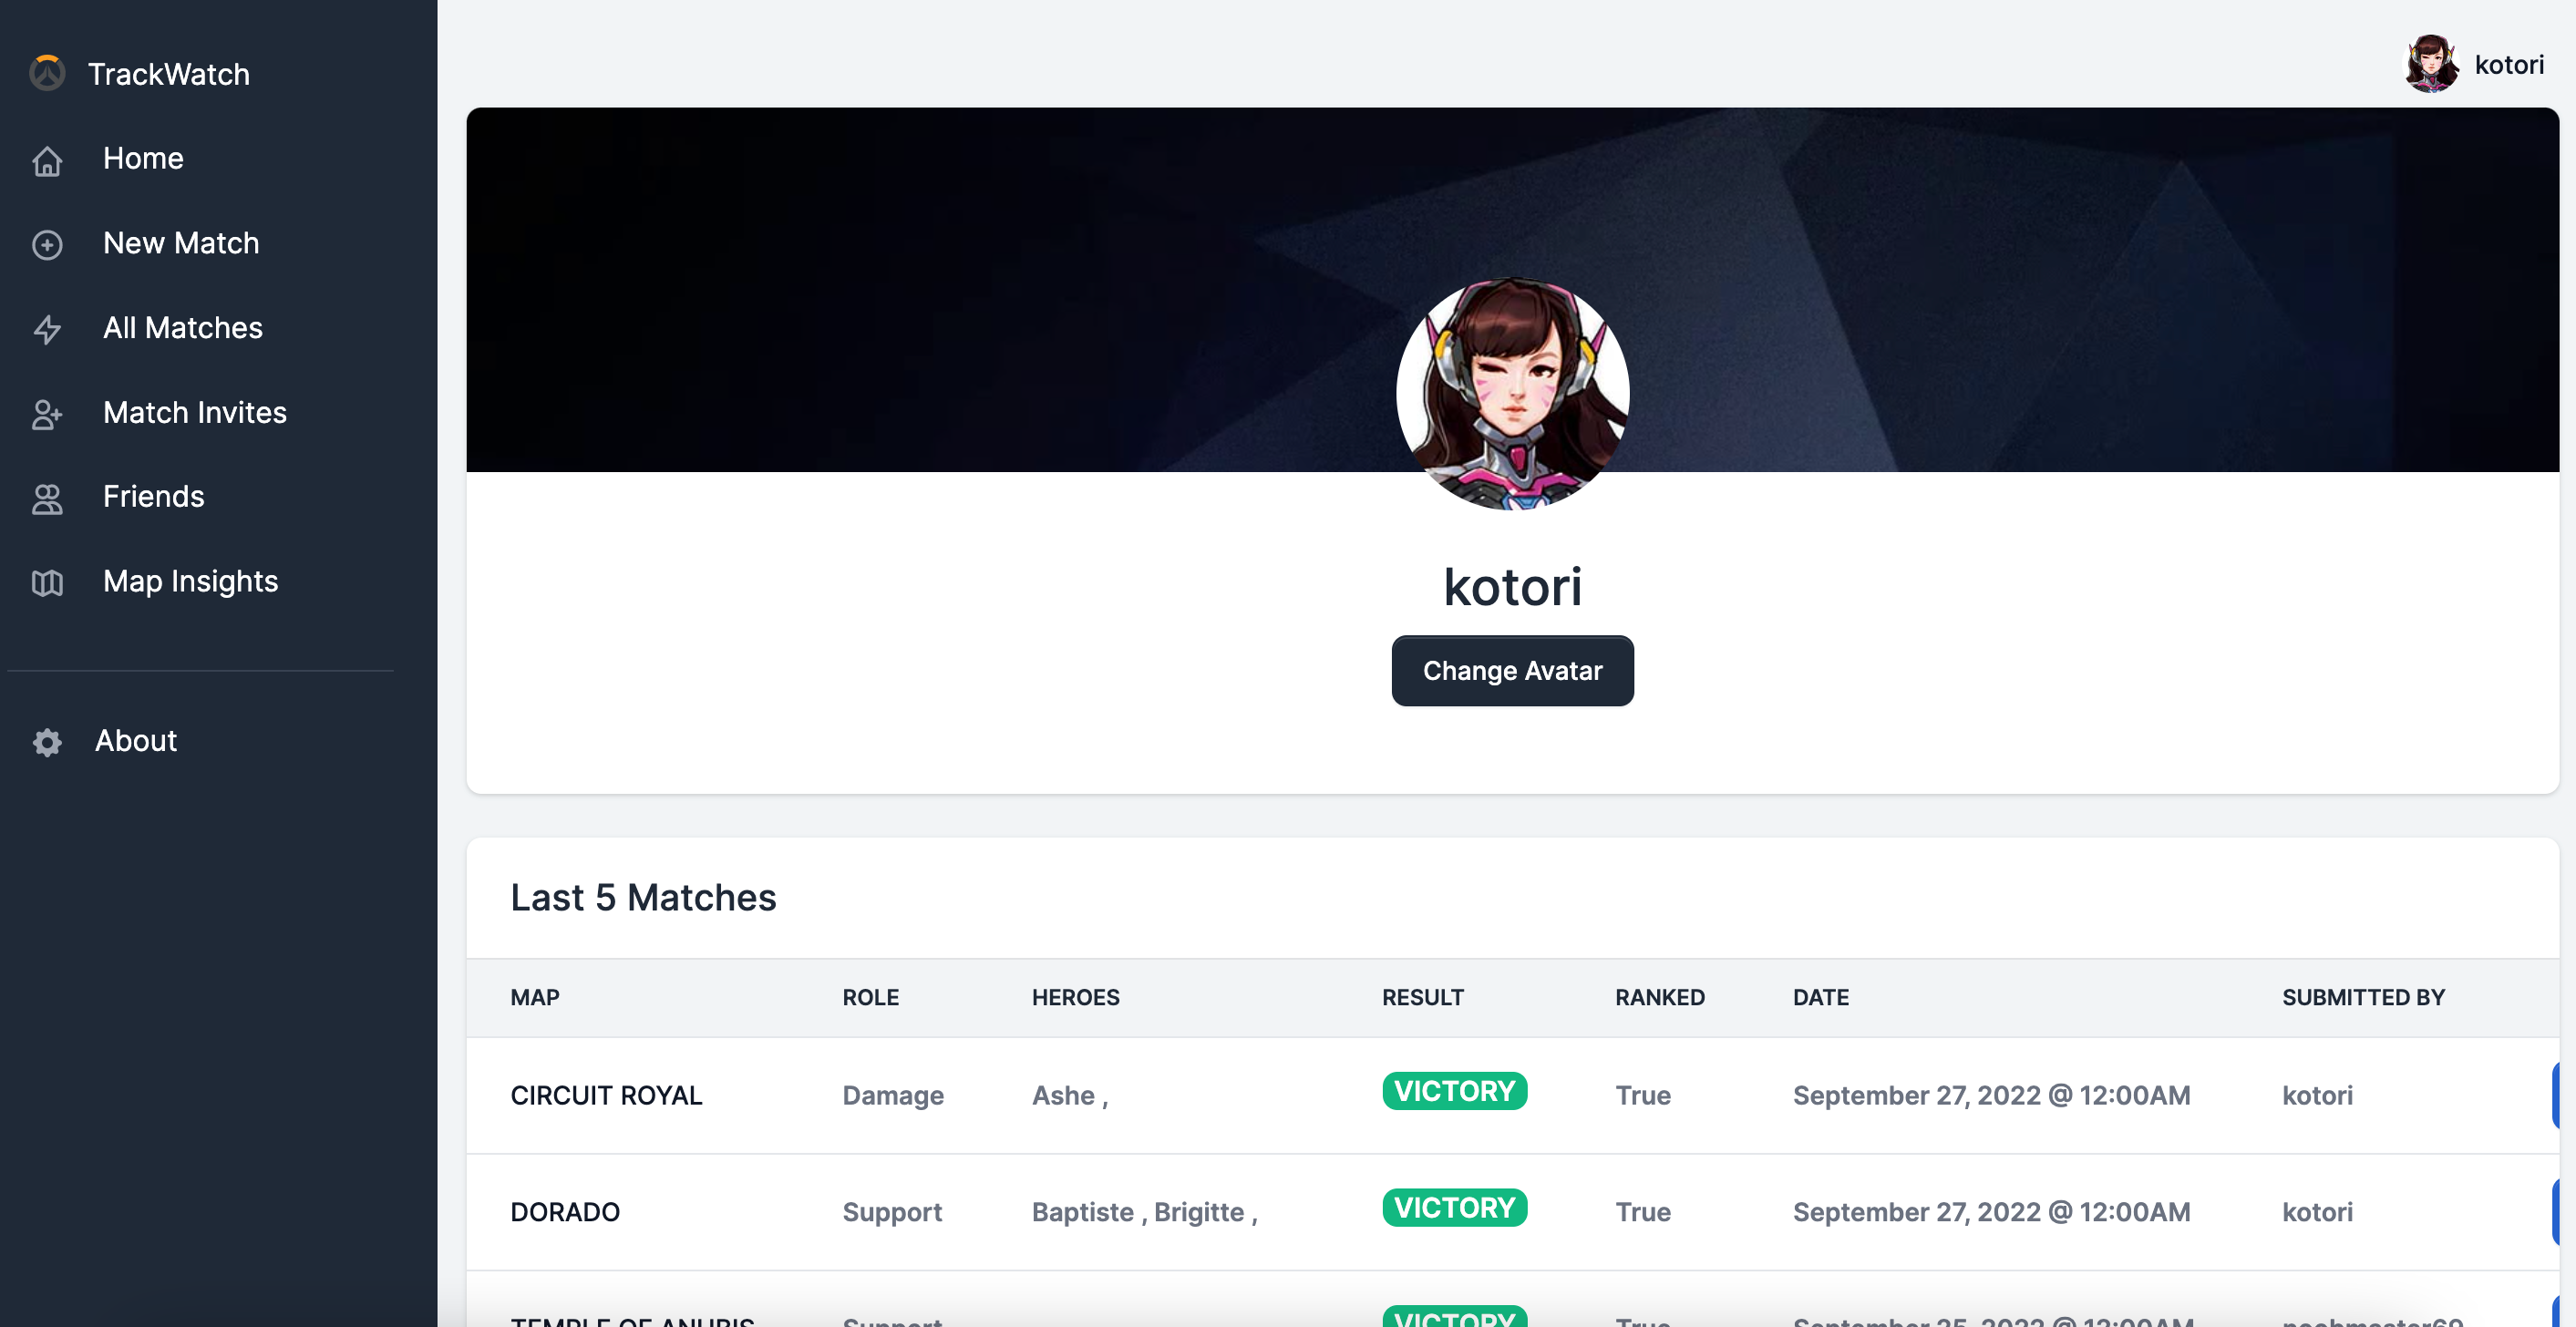 TrackWatch
Home
New Match
All Matches
Match Invites
Friends
Map Insights
About
kotori
kotori
Change Avatar
Last 5 Matches
MAP ROLE HEROES RESULT RANKED DATE SUBMITTED BY
CIRCUIT ROYAL Damage Ashe , VICTORY True September 27, 2022 @ 12:00AM kotori
DORADO Support Baptiste , Brigitte , VICTORY True September 27, 2022 @ 12:00AM kotori
TEMPLE OF ANUBIS Support VICTORY True September 25, 2022 @ 12:00AM noobmaster69